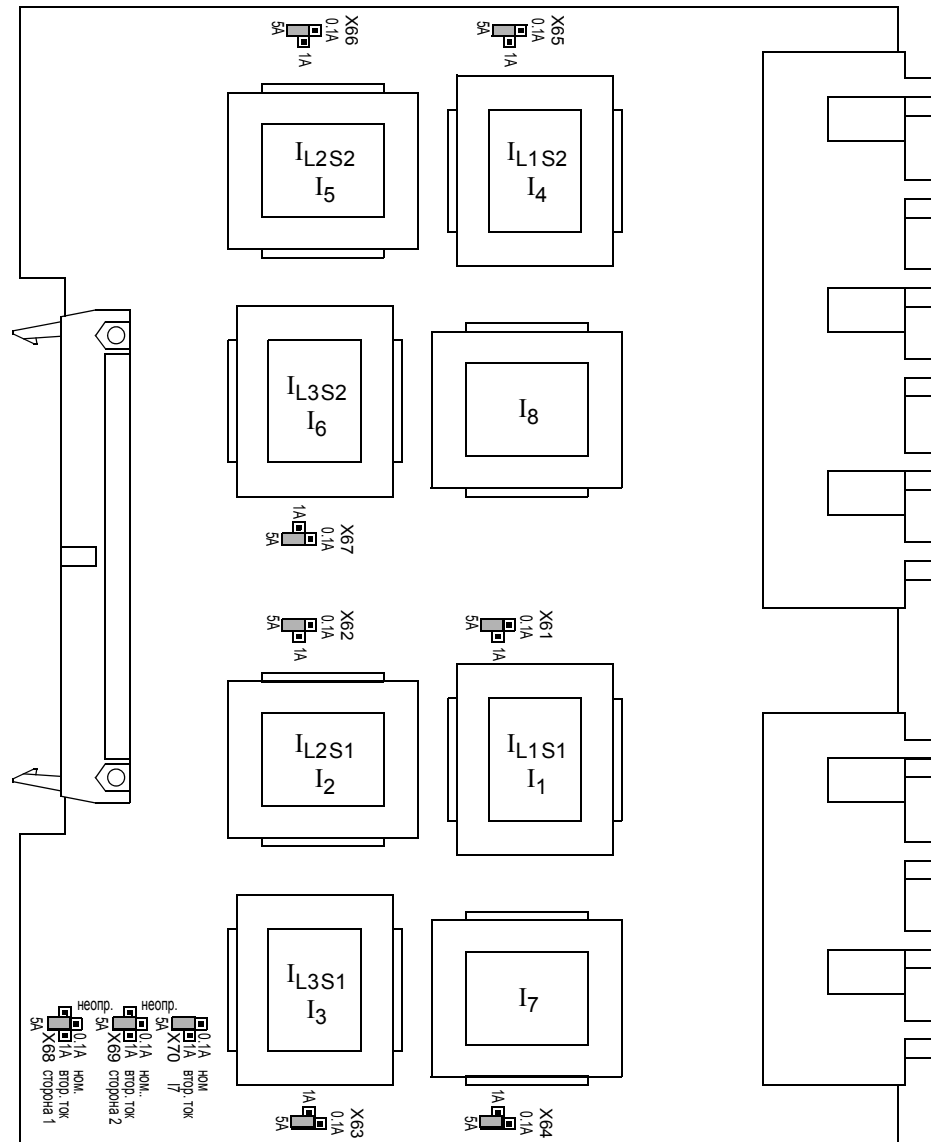 X66
0.1A
5A
1A
X65
0.1A
5A
1A
IL2S2
I5
IL1S2
I4
IL3S2
I6
I8
1A
5A
0.1A
X67
X62
0.1A
5A
1A
X61
0.1A
5A
1A
IL2S1
I2
IL1S1
I1
IL3S1
I3
I7
неопр.
5A
0.1A ном.
1A втор. ток
X68 сторона 1
неопр.
5A
0.1A ном..
1A втор. ток
X69 сторона 2
5A
0.1A ном
1A втор. ток
X70 I7
1A
5A
0.1A
X63
1A
5A
0.1A
X64